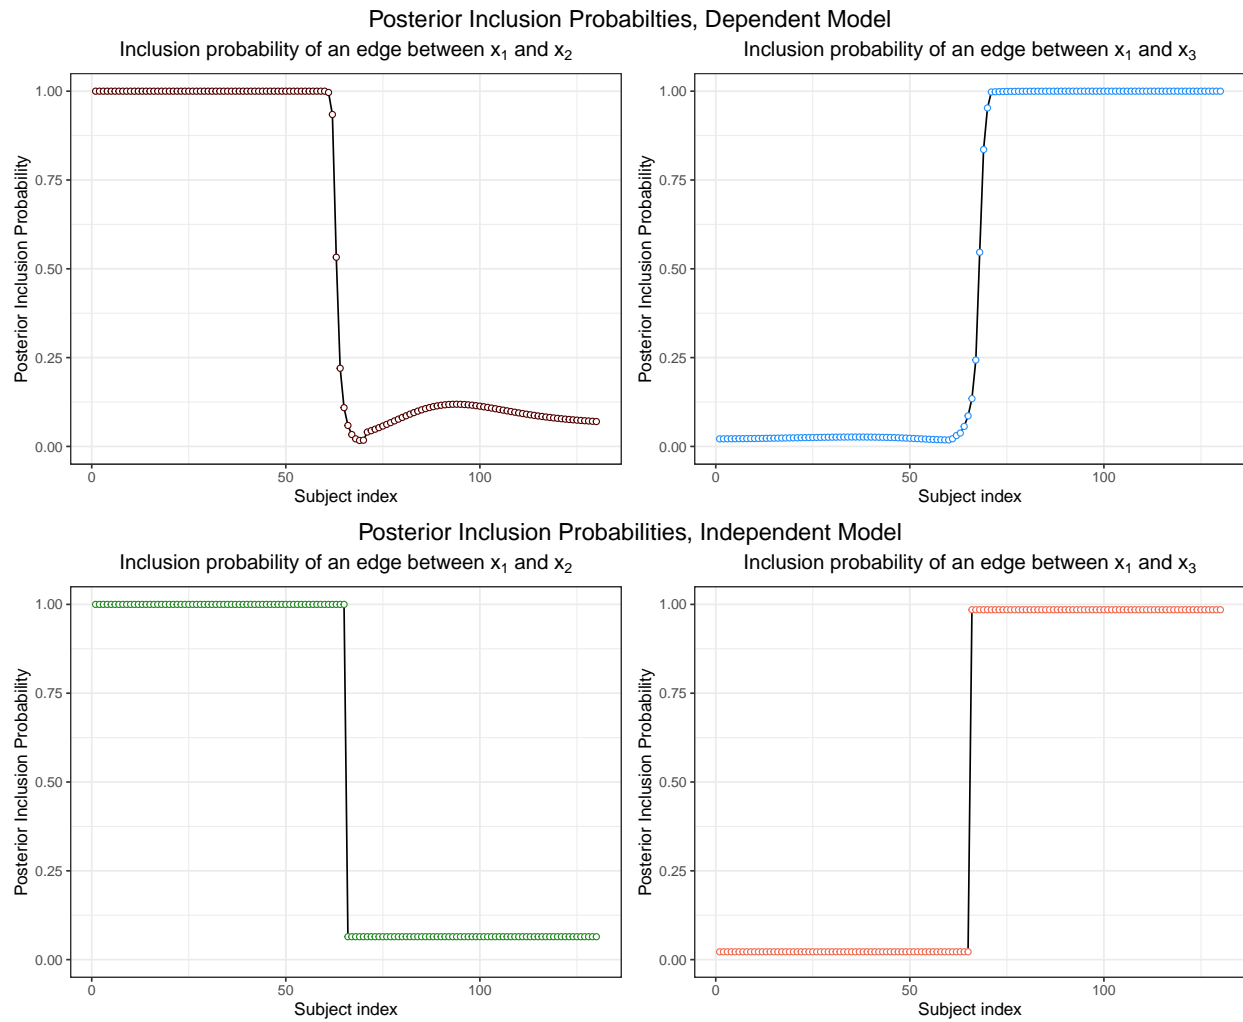 Posterior Inclusion Probabilties, Dependent Model
Inclusion probability of an edge between x₁ and x₂
Posterior Inclusion Probability
1.00
0.75
0.50
0.25
0.00
0
50
100
Subject index
Inclusion probability of an edge between x₁ and x₃
Posterior Inclusion Probability
1.00
0.75
0.50
0.25
0.00
0
50
100
Subject index
Posterior Inclusion Probabilities, Independent Model
Inclusion probability of an edge between x₁ and x₂
Posterior Inclusion Probability
1.00
0.75
0.50
0.25
0.00
0
50
100
Subject index
Inclusion probability of an edge between x₁ and x₃
Posterior Inclusion Probability
1.00
0.75
0.50
0.25
0.00
0
50
100
Subject index